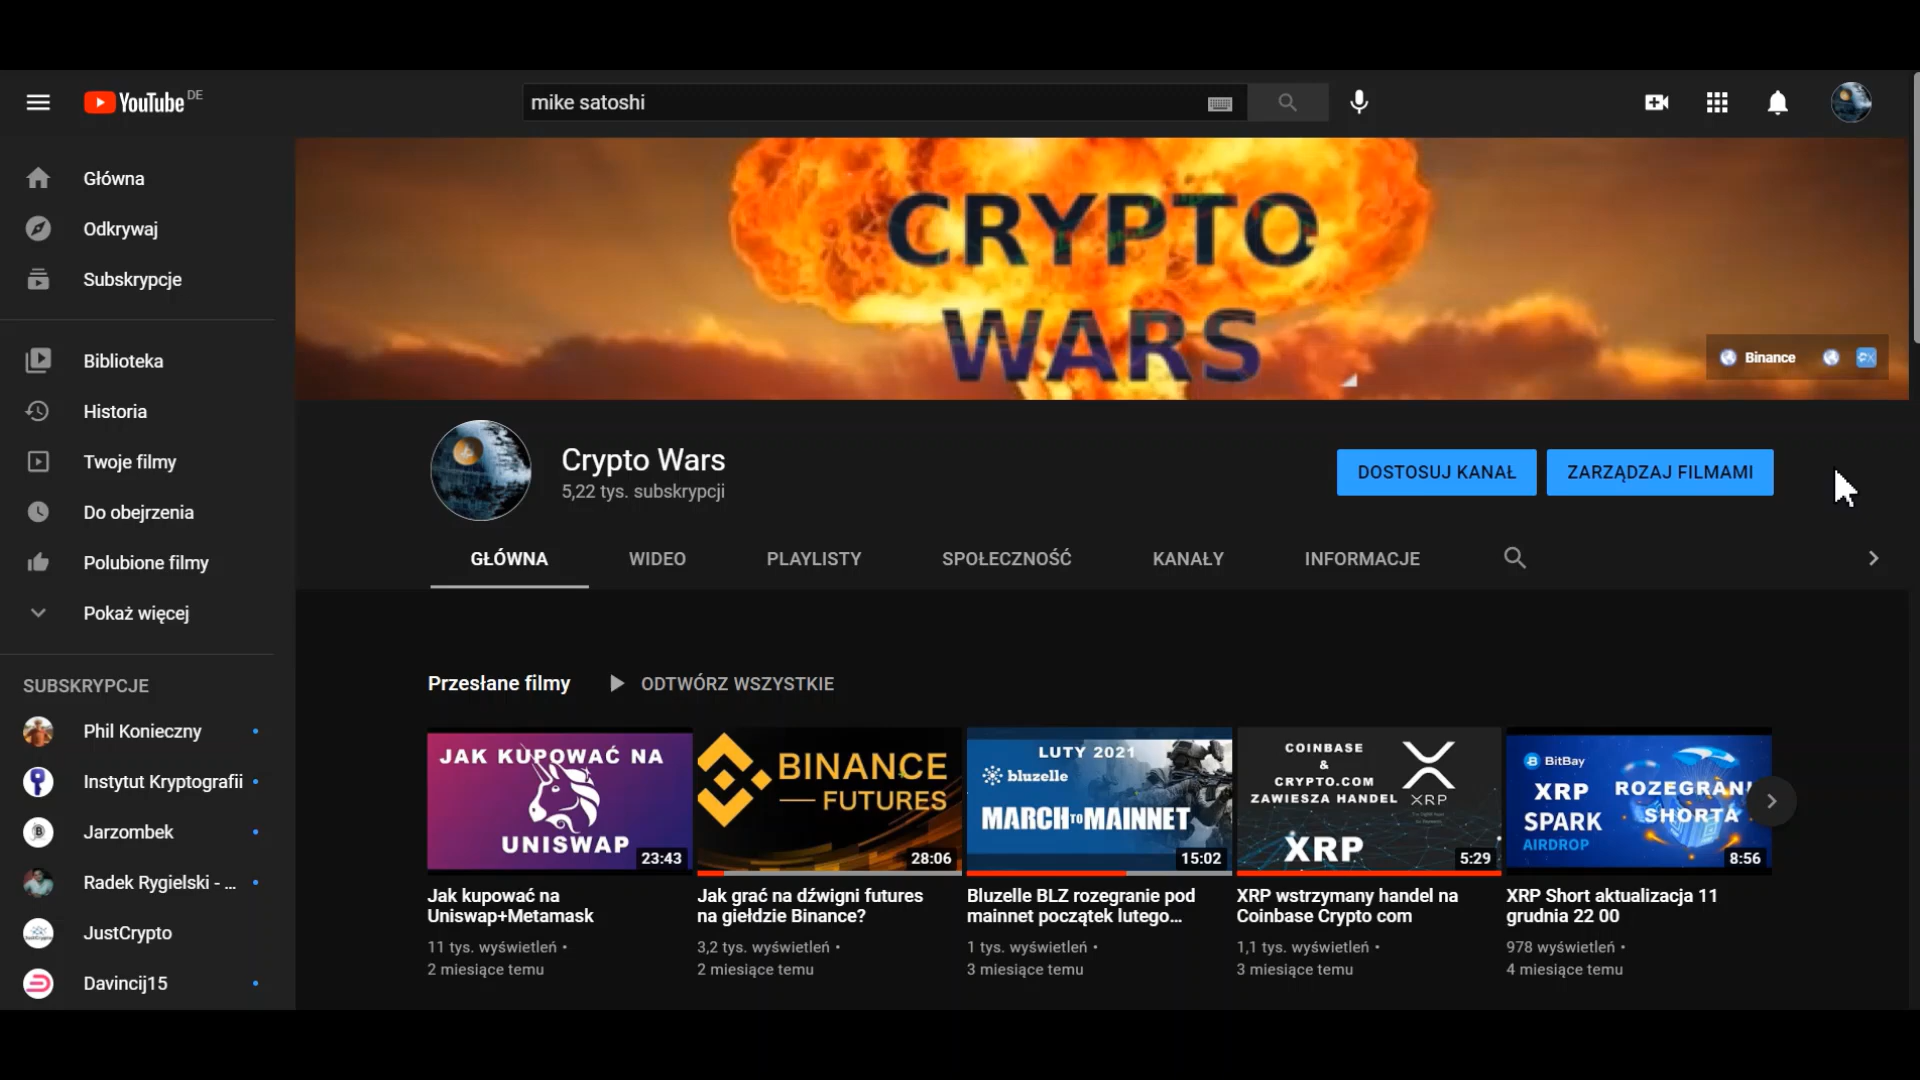 YouTube DE
mike satoshi
Główna
Odkrywaj
Subskrypcje
Biblioteka
Historia
Twoje filmy
Do obejrzenia
Polubione filmy
Pokaż więcej
SUBSKRYPCJE
Phil Konieczny
Instytut Kryptografii
Jarzombek
Radek Rygielski - ...
JustCrypto
Davincij15
CRYPTO
WARS
Binance
Crypto Wars
5,22 tys. subskrypcji
DOSTOSUJ KANAŁ
ZARZĄDZAJ FILMAMI
GŁÓWNA
WIDEO
PLAYLISTY
SPOŁECZNOŚĆ
KANAŁY
INFORMACJE
Przesłane filmy
ODTWÓRZ WSZYSTKIE
JAK KUPOWAĆ NA
UNISWAP
23:43
Jak kupować na
Uniswap+Metamask
11 tys. wyświetleń •
2 miesiące temu
BINANCE
FUTURES
28:06
Jak grać na dźwigni futures
na giełdzie Binance?
3,2 tys. wyświetleń •
2 miesiące temu
LUTY 2021
bluzelle
MARCH TO MAINNET
15:02
Bluzelle BLZ rozegranie pod
mainnet początek lutego...
1 tys. wyświetleń •
3 miesiące temu
COINBASE
&
CRYPTO.COM
ZAWIESZA HANDEL
XRP
XRP
5:29
XRP wstrzymany handel na
Coinbase Crypto com
1,1 tys. wyświetleń •
3 miesiące temu
BitBay
XRP
SPARK
AIRDROP
ROZEGRANI
SHORTA
8:56
XRP Short aktualizacja 11
grudnia 22 00
978 wyświetleń •
4 miesiące temu